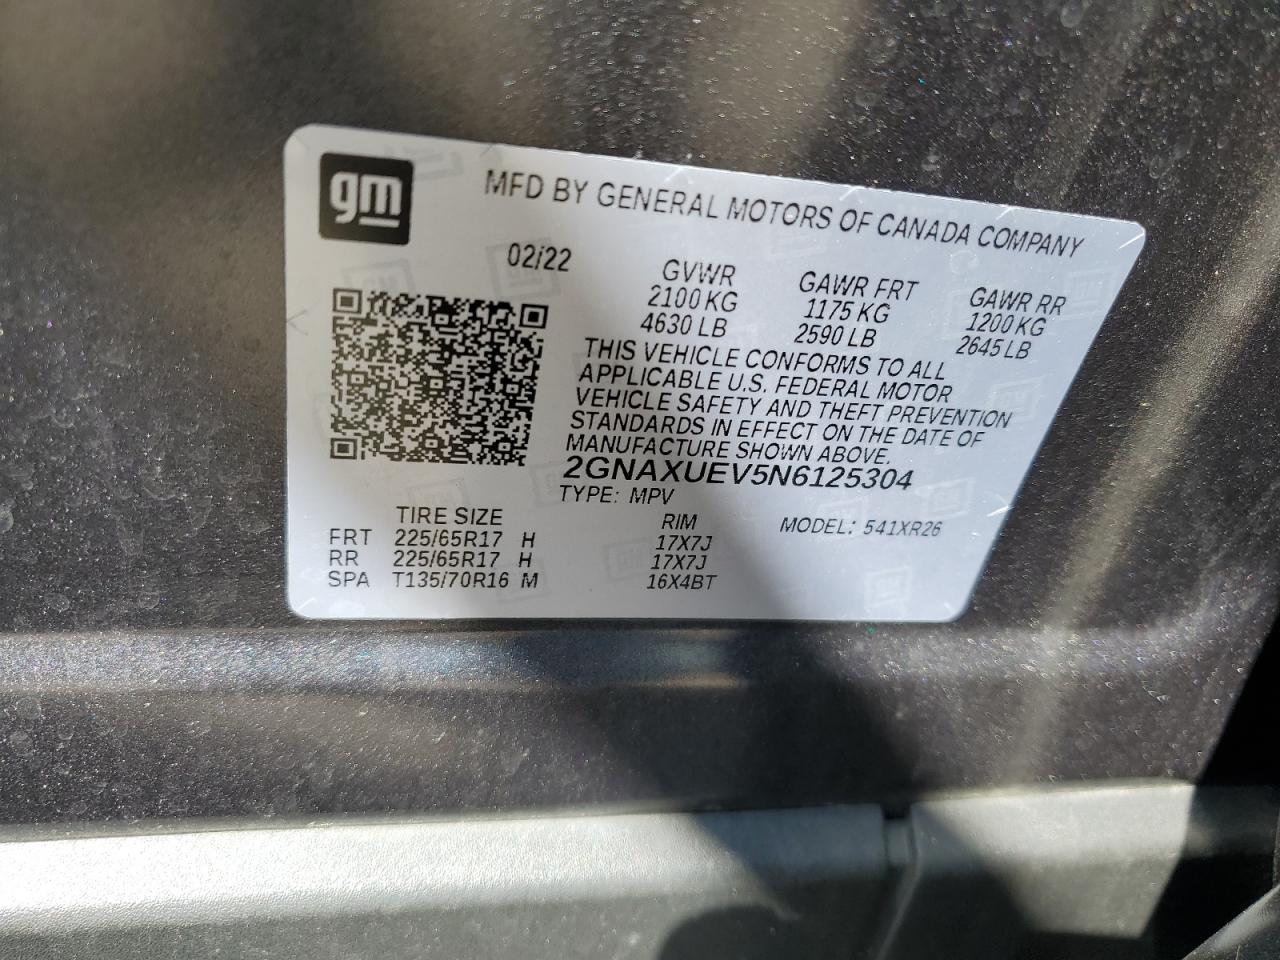 gm
MFD BY GENERAL MOTORS OF CANADA COMPANY
02/22 GVWR GAWR FRT GAWR RR
2100 KG 1175 KG 1200 KG
4630 LB 2590 LB 2645 LB
THIS VEHICLE CONFORMS TO ALL
APPLICABLE U.S. FEDERAL MOTOR
VEHICLE SAFETY AND THEFT PREVENTION
STANDARDS IN EFFECT ON THE DATE OF
MANUFACTURE SHOWN ABOVE.
2GNAXUEV5N6125304
TYPE: MPV
TIRE SIZE RIM MODEL: 541XR26
FRT 225/65R17 H 17X7J
RR 225/65R17 H 17X7J
SPA T135/70R16 M 16X4BT